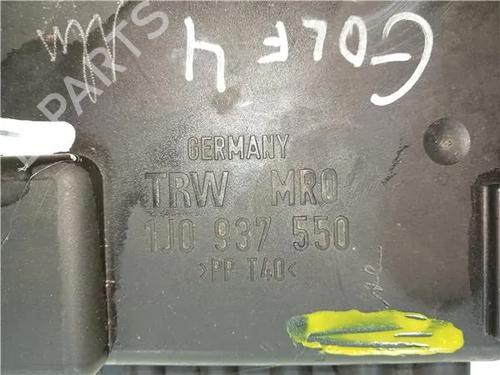 GOLF 4
GERMANY
TRW MRO
1J0 937 550
>PP T40<